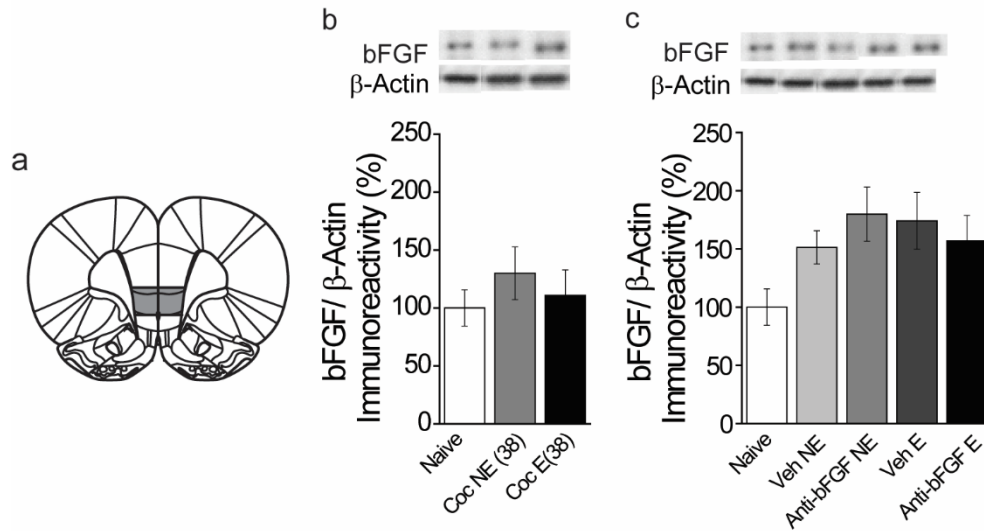 a
b
bFGF
β-Actin
bFGF/ β-Actin
Immunoreactivity (%)
250
200
150
100
50
0
Naive
Coc NE (38)
Coc E(38)
c
bFGF
β-Actin
bFGF/ β-Actin
Immunoreactivity (%)
250
200
150
100
50
0
Naive
Veh NE
Anti-bFGF NE
Veh E
Anti-bFGF E